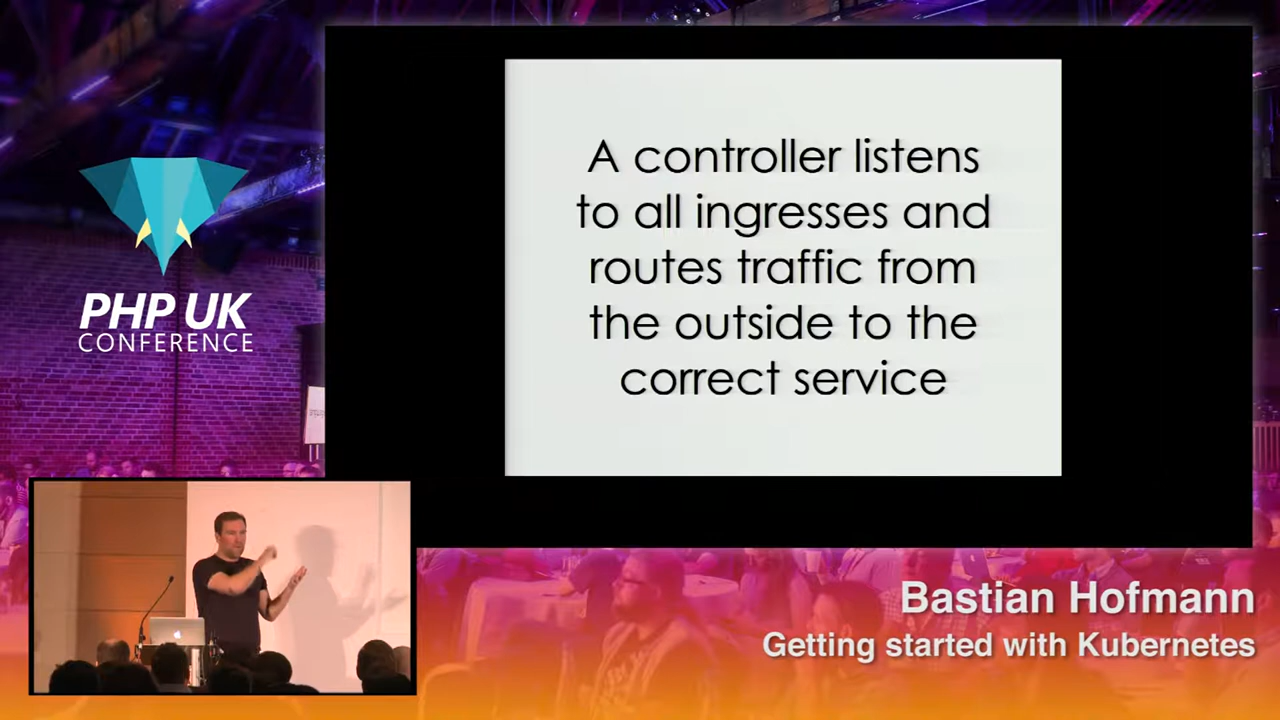 PHP UK
CONFERENCE
A controller listens
to all ingresses and
routes traffic from
the outside to the
correct service
Bastian Hofmann
Getting started with Kubernetes